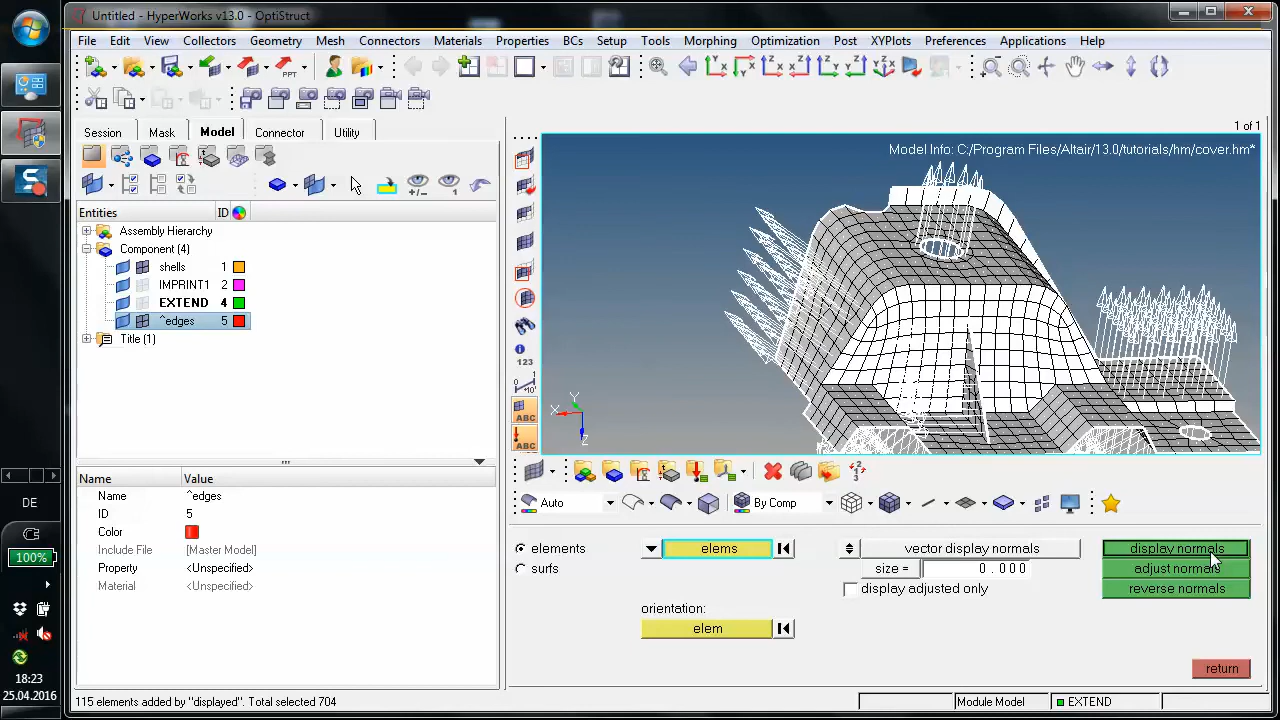 Untitled - HyperWorks v13.0 - OptiStruct
File Edit View Collectors Geometry Mesh Connectors Materials Properties BCs Setup Tools Morphing Optimization Post XYPlots Preferences Applications Help
Session Mask Model Connector Utility
1 of 1
Model Info: C:/Program Files/Altair/13.0/tutorials/hm/cover.hm*
Entities ID
Assembly Hierarchy
Component (4)
shells 1
IMPRINT1 2
EXTEND 4
^edges 5
Title (1)
123
ABC
ABC
X Y Z
Name Value
Name ^edges
ID 5
Color
Include File [Master Model]
Property <Unspecified>
Material <Unspecified>
Auto By Comp
elements elems vector display normals display normals
surfs size = 0.000 adjust normals
display adjusted only reverse normals
orientation:
elem
return
115 elements added by "displayed". Total selected 704
Module Model EXTEND
DE
100%
18:23
25.04.2016